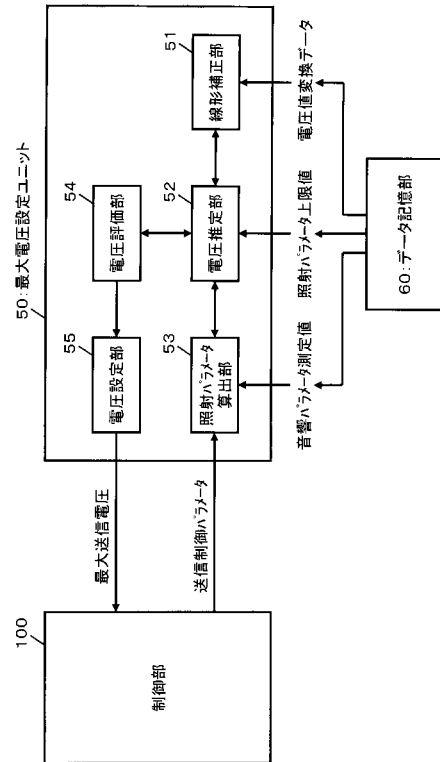 50：最大電圧設定ユニット
51
線形補正部
54
電圧評価部
52
電圧推定部
55
電圧設定部
53
照射パラメータ
算出部
電圧値変換データ
照射パラメータ上限値
音響パラメータ測定値
60：データ記憶部
最大送信電圧
送信制御パラメータ
100
制御部